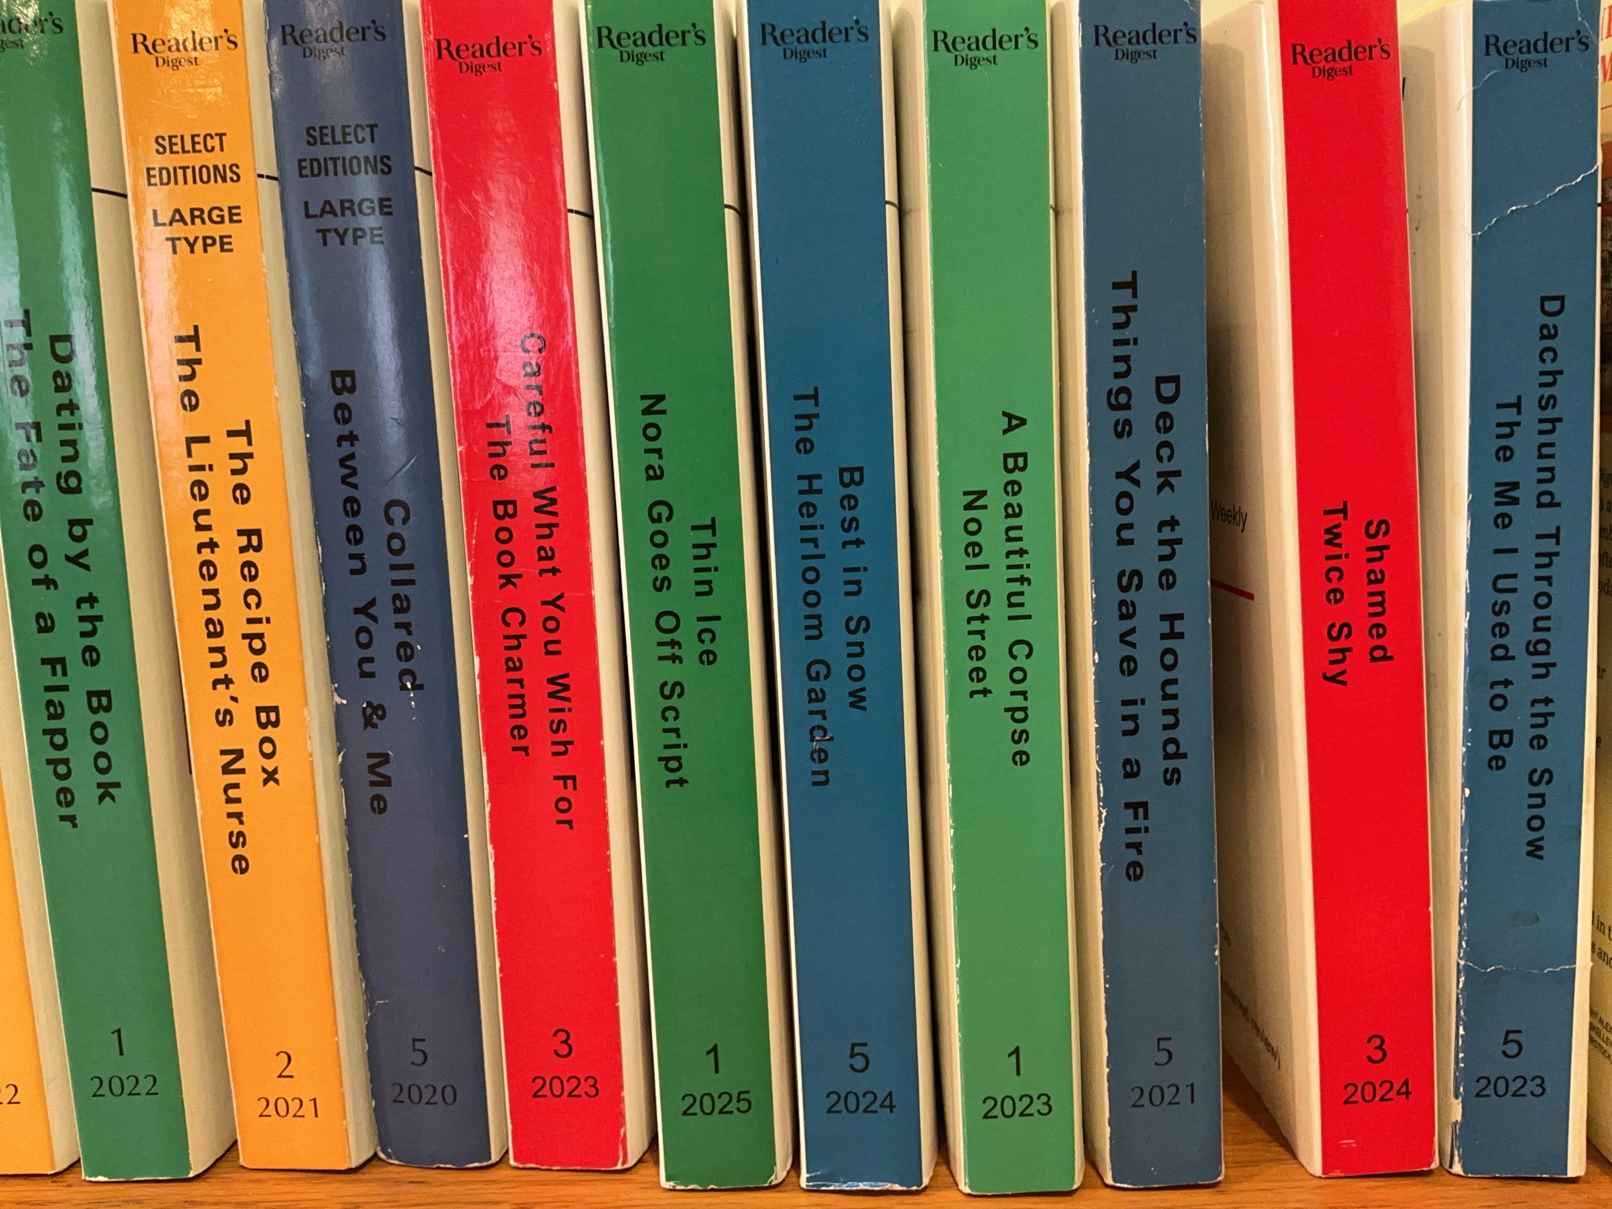 Reader's
Digest
Dating by the Book
The Fate of a Flapper
1
2022
Reader's
Digest
SELECT
EDITIONS
LARGE
TYPE
The Recipe Box
The Lieutenant's Nurse
2
2021
Reader's
Digest
SELECT
EDITIONS
LARGE
TYPE
Collared
Between You & Me
5
2020
Reader's
Digest
Careful What You Wish For
The Book Charmer
3
2023
Reader's
Digest
Thin Ice
Nora Goes Off Script
1
2025
Reader's
Digest
Best in Snow
The Heirloom Garden
5
2024
Reader's
Digest
A Beautiful Corpse
Noel Street
1
2023
Reader's
Digest
Deck the Hounds
Things You Save in a Fire
5
2021
Weekly
Reader's
Digest
Shamed
Twice Shy
3
2024
Reader's
Digest
Dachshund Through the Snow
The Me I Used to Be
5
2023